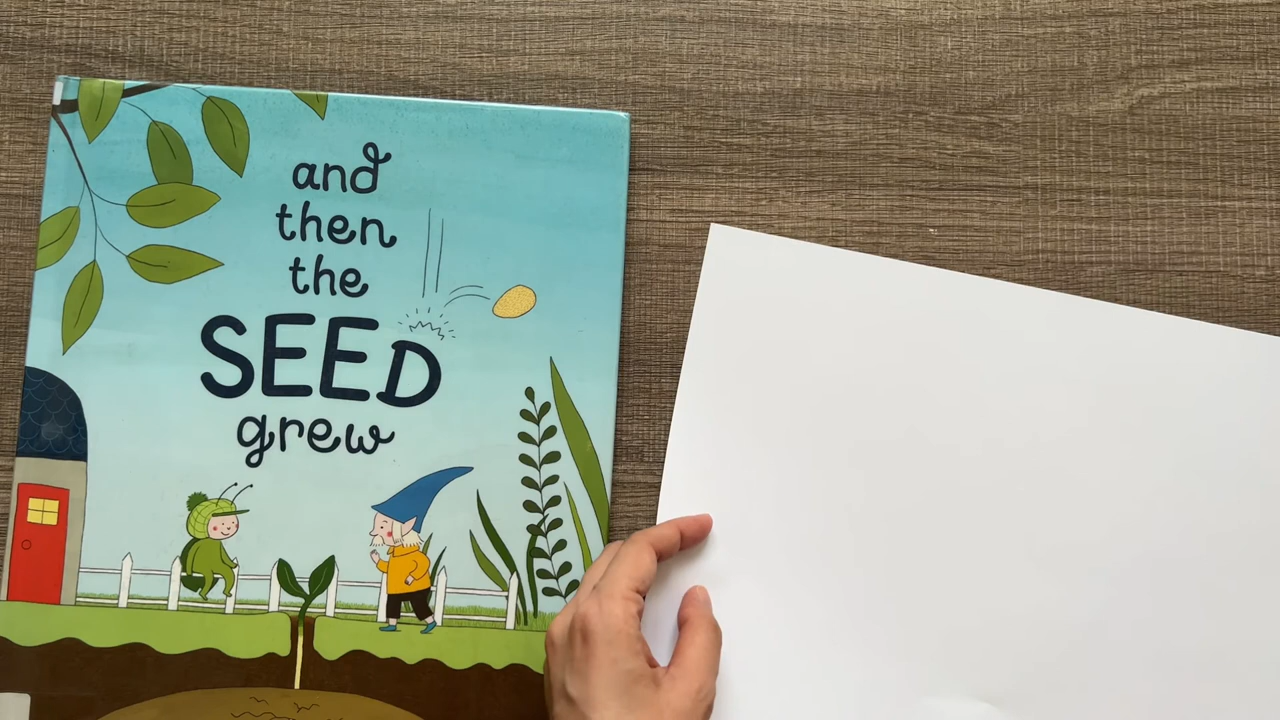 and
then
the
SEED
grew